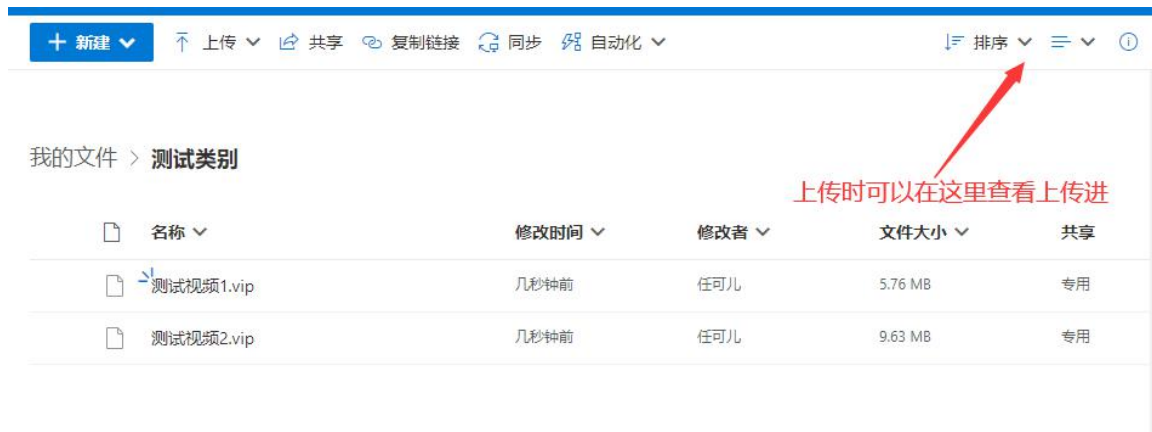 新建 上传 共享 复制链接 同步 自动化 排序
我的文件 > 测试类别
上传时可以在这里查看上传进
名称 修改时间 修改者 文件大小 共享
测试视频1.vip 几秒钟前 任可儿 5.76 MB 专用
测试视频2.vip 几秒钟前 任可儿 9.63 MB 专用